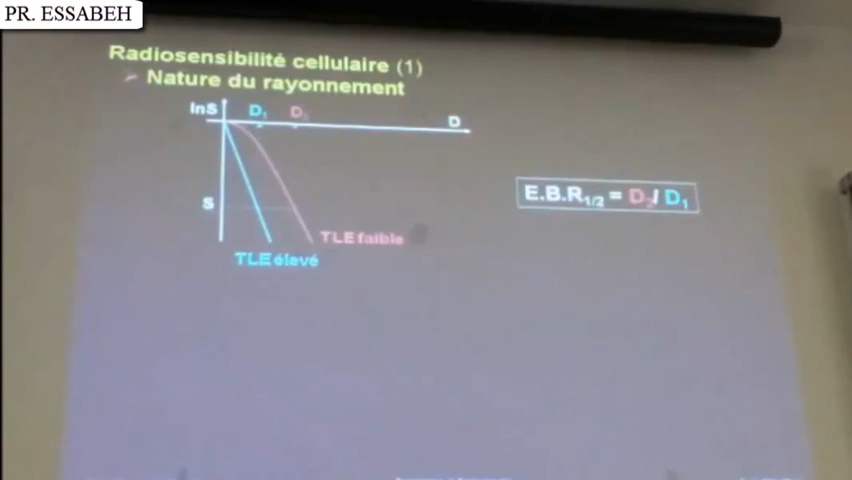 PR. ESSABEH
Radiosensibilité cellulaire (1)
Nature du rayonnement
lnS D₁ D₂ D
E.B.R₁/₂ = D₂/ D₁
S
TLE faible
TLE élevé